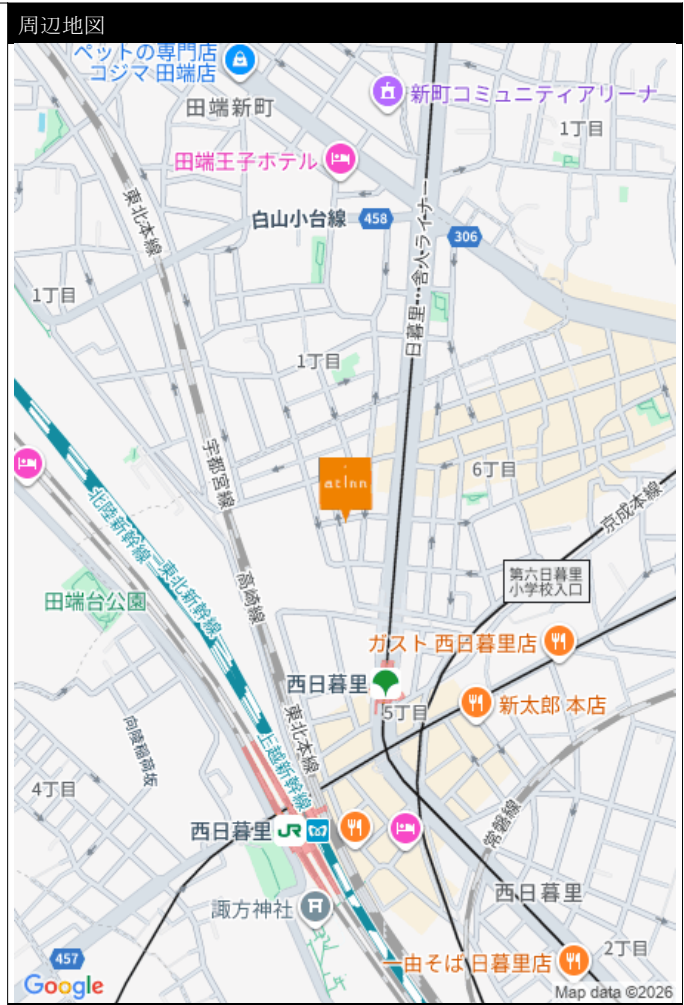 周辺地図
ペットの専門店
コジマ 田端店
田端新町
新町コミュニティアリーナ
1丁目
田端王子ホテル
東北本線
白山小台線
458
306
日暮里・舎人ライナー
1丁目
1丁目
atInn
6丁目
宇都宮線
京成本線
北陸新幹線
東北新幹線
高崎線
第六日暮里
小学校入口
田端台公園
ガスト 西日暮里店
西日暮里
新太郎 本店
5丁目
東北本線
向陵稲荷坂
上越新幹線
4丁目
常磐線
西日暮里
JR
西日暮里
諏方神社
2丁目
457
一由そば 日暮里店
Google
Map data ©2026